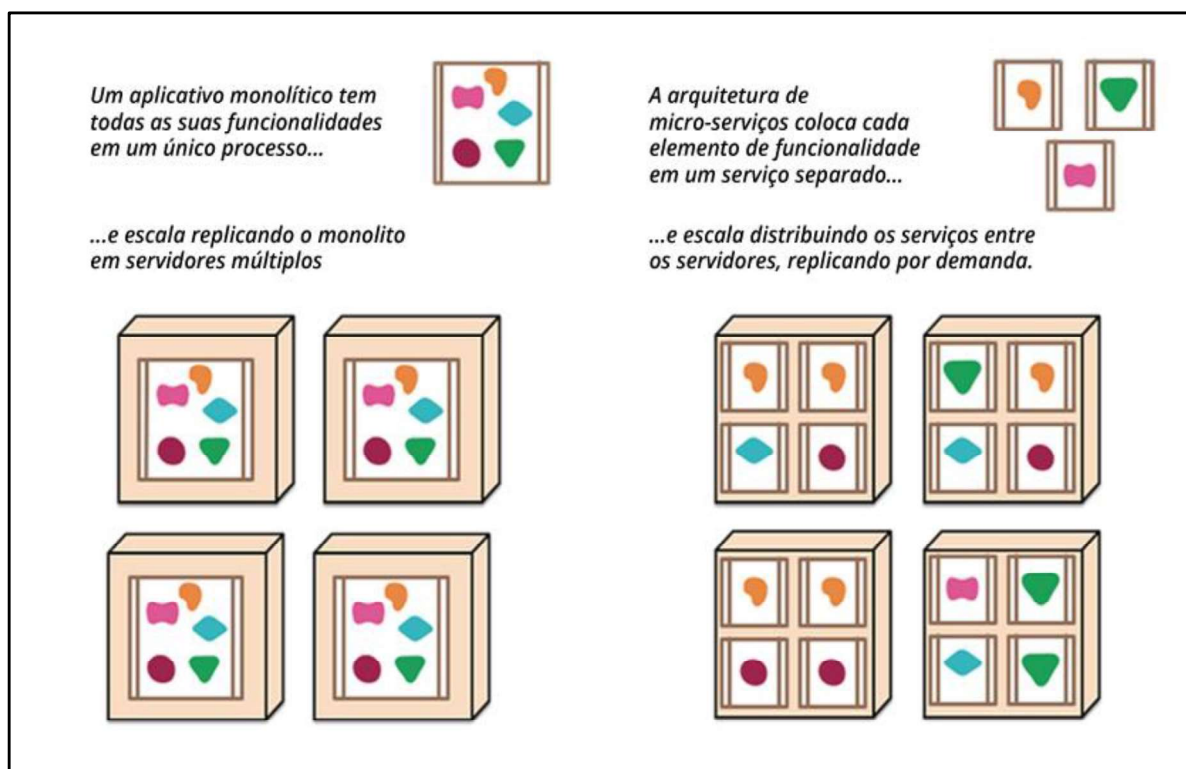 Um aplicativo monolítico tem
todas as suas funcionalidades
em um único processo...
...e escala replicando o monolito
em servidores múltiplos
A arquitetura de
micro-serviços coloca cada
elemento de funcionalidade
em um serviço separado...
...e escala distribuindo os serviços entre
os servidores, replicando por demanda.